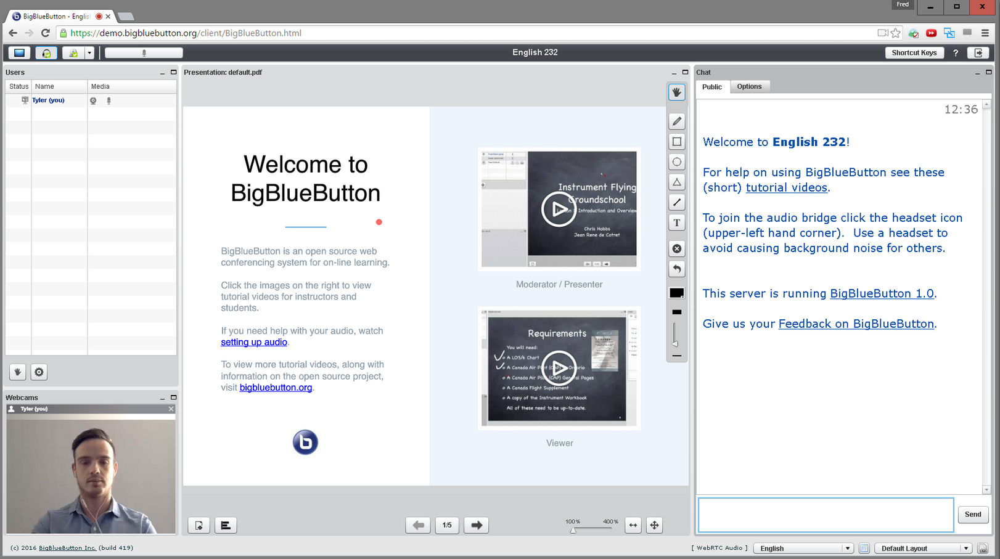 Fred
BigBlueButton - Englis
https://demo.bigbluebutton.org/client/BigBlueButton.html
English 232
Shortcut Keys
?
Users
Status Name Media
Tyler (you)
Webcams
Tyler (you)
Presentation: default.pdf
Welcome to
BigBlueButton
BigBlueButton is an open source web
conferencing system for on-line learning.
Click the images on the right to view
tutorial videos for instructors and
students.
If you need help with your audio, watch
setting up audio.
To view more tutorial videos, along with
information on the open source project,
visit bigbluebutton.org.
b
Instrument Flying
Groundschool
Introduction and Overview
Chris Hobbs
Jean Rene de Cotret
Moderator / Presenter
Requirements
You will need:
A LO5/6 Chart
A Canada Air Pilot (CAP) Ontario
A Canada Air Pilot (CAP) General Pages
A Canada Flight Supplement
A copy of the Instrument Workbook
All of these need to be up-to-date.
Viewer
T
1/5
100% 400%
Chat
Public Options
12:36
Welcome to English 232!
For help on using BigBlueButton see these
(short) tutorial videos.
To join the audio bridge click the headset icon
(upper-left hand corner).  Use a headset to
avoid causing background noise for others.
This server is running BigBlueButton 1.0.
Give us your Feedback on BigBlueButton.
Send
(c) 2016 BigBlueButton Inc. (build 419)
[ WebRTC Audio ]
English
Default Layout